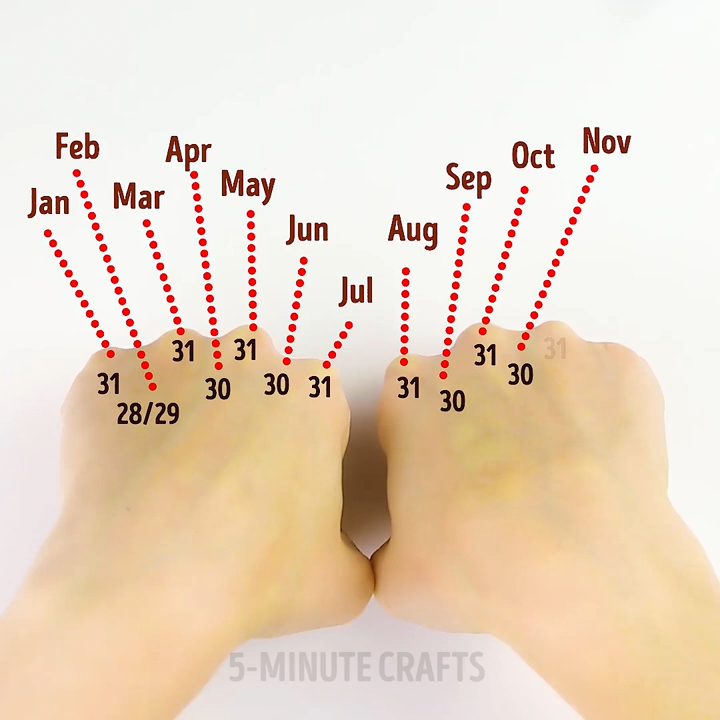 Jan
Feb
Mar
Apr
May
Jun
Jul
Aug
Sep
Oct
Nov
31
28/29
31
30
31
30
31
31
30
31
30
31
5-MINUTE CRAFTS